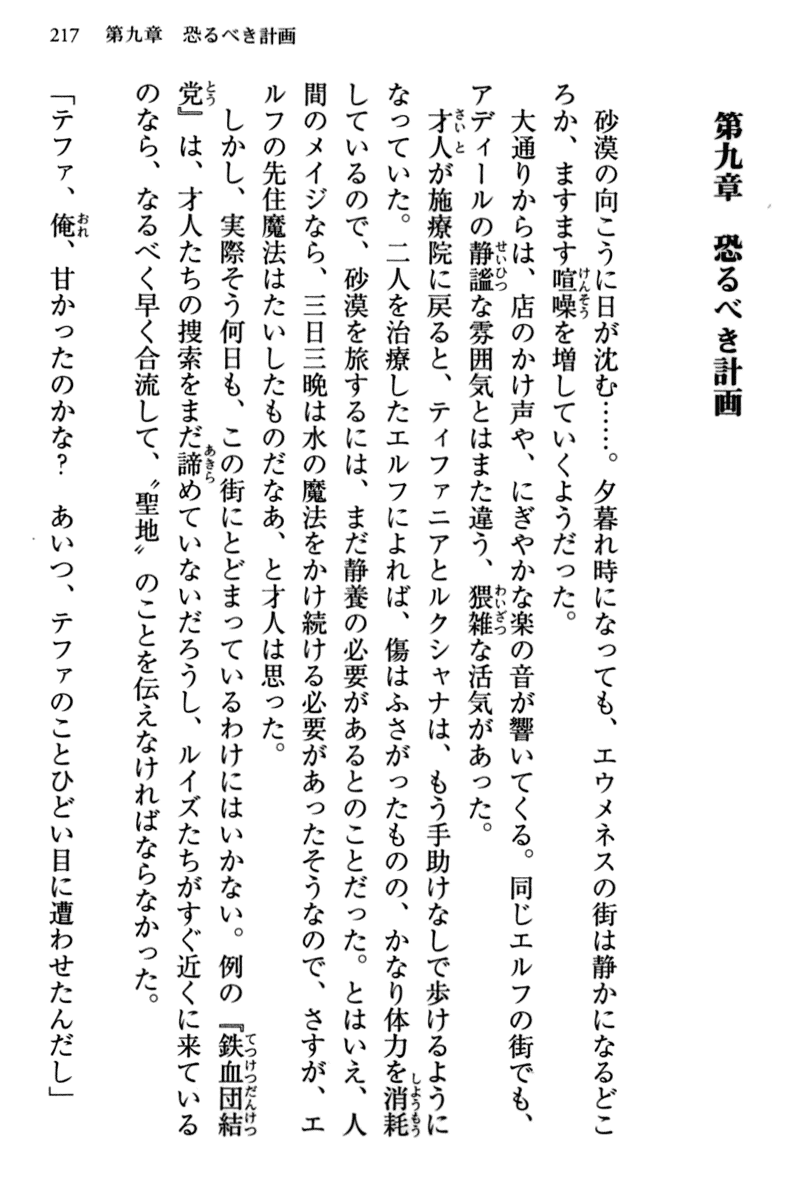 217　第九章　恐るべき計画
第九章　恐るべき計画
　砂漠の向こうに日が沈む……。夕暮れ時になっても、エウメネスの街は静かになるどこ
ろか、ますます喧噪を増していくようだった。
　大通りからは、店のかけ声や、にぎやかな楽の音が響いてくる。同じエルフの街でも、
アディールの静謐な雰囲気とはまた違う、猥雑な活気があった。
　才人が施療院に戻ると、ティファニアとルクシャナは、もう手助けなしで歩けるように
なっていた。二人を治療したエルフによれば、傷はふさがったものの、かなり体力を消耗
しているので、砂漠を旅するには、まだ静養の必要があるとのことだった。とはいえ、人
間のメイジなら、三日三晩は水の魔法をかけ続ける必要があったそうなので、さすが、エ
ルフの先住魔法はたいしたものだなあ、と才人は思った。
　しかし、実際そう何日も、この街にとどまっているわけにはいかない。例の『鉄血団結
党』は、才人たちの捜索をまだ諦めていないだろうし、ルイズたちがすぐ近くに来ている
のなら、なるべく早く合流して、〝聖地〟のことを伝えなければならなかった。
「テファ、俺、甘かったのかな？　あいつ、テファのことひどい目に遭わせたんだし」